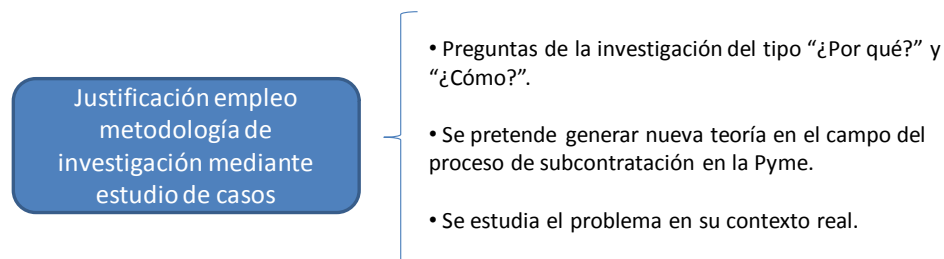 Justificación empleo
metodología de
investigación mediante
estudio de casos
• Preguntas de la investigación del tipo “¿Por qué?” y
“¿Cómo?”.
• Se pretende generar nueva teoría en el campo del
proceso de subcontratación en la Pyme.
• Se estudia el problema en su contexto real.